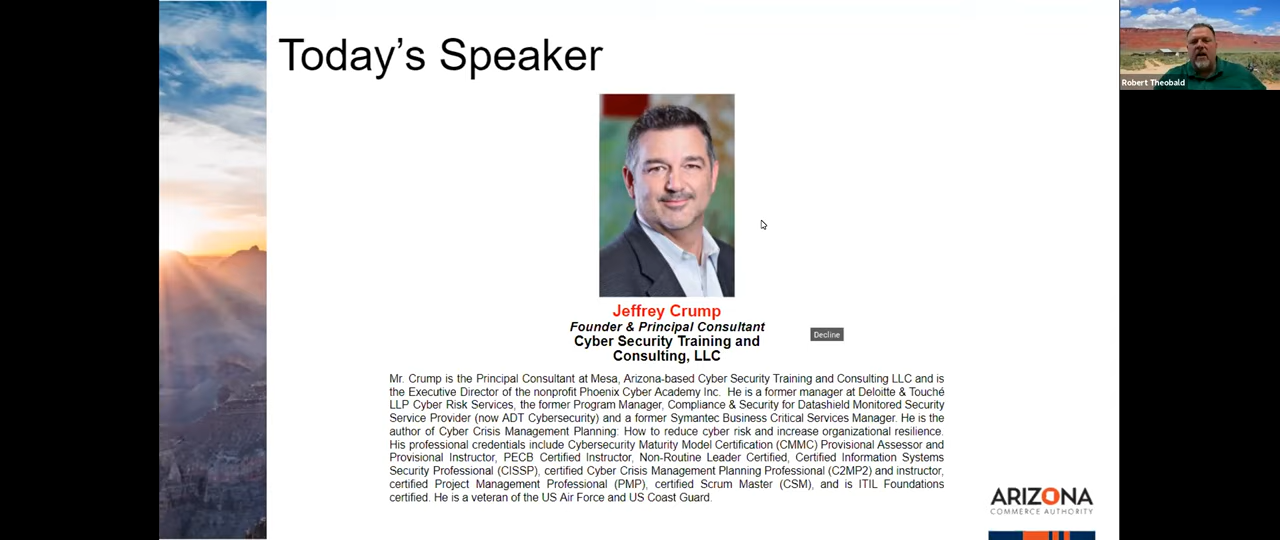 Today's Speaker
Robert Theobald
Jeffrey Crump
Founder & Principal Consultant
Cyber Security Training and
Consulting, LLC
Decline
Mr. Crump is the Principal Consultant at Mesa, Arizona-based Cyber Security Training and Consulting LLC and is
the Executive Director of the nonprofit Phoenix Cyber Academy Inc. He is a former manager at Deloitte & Touché
LLP Cyber Risk Services, the former Program Manager, Compliance & Security for Datashield Monitored Security
Service Provider (now ADT Cybersecurity) and a former Symantec Business Critical Services Manager. He is the
author of Cyber Crisis Management Planning: How to reduce cyber risk and increase organizational resilience.
His professional credentials include Cybersecurity Maturity Model Certification (CMMC) Provisional Assessor and
Provisional Instructor, PECB Certified Instructor, Non-Routine Leader Certified, Certified Information Systems
Security Professional (CISSP), certified Cyber Crisis Management Planning Professional (C2MP2) and instructor,
certified Project Management Professional (PMP), certified Scrum Master (CSM), and is ITIL Foundations
certified. He is a veteran of the US Air Force and US Coast Guard.
ARIZONA
COMMERCE AUTHORITY